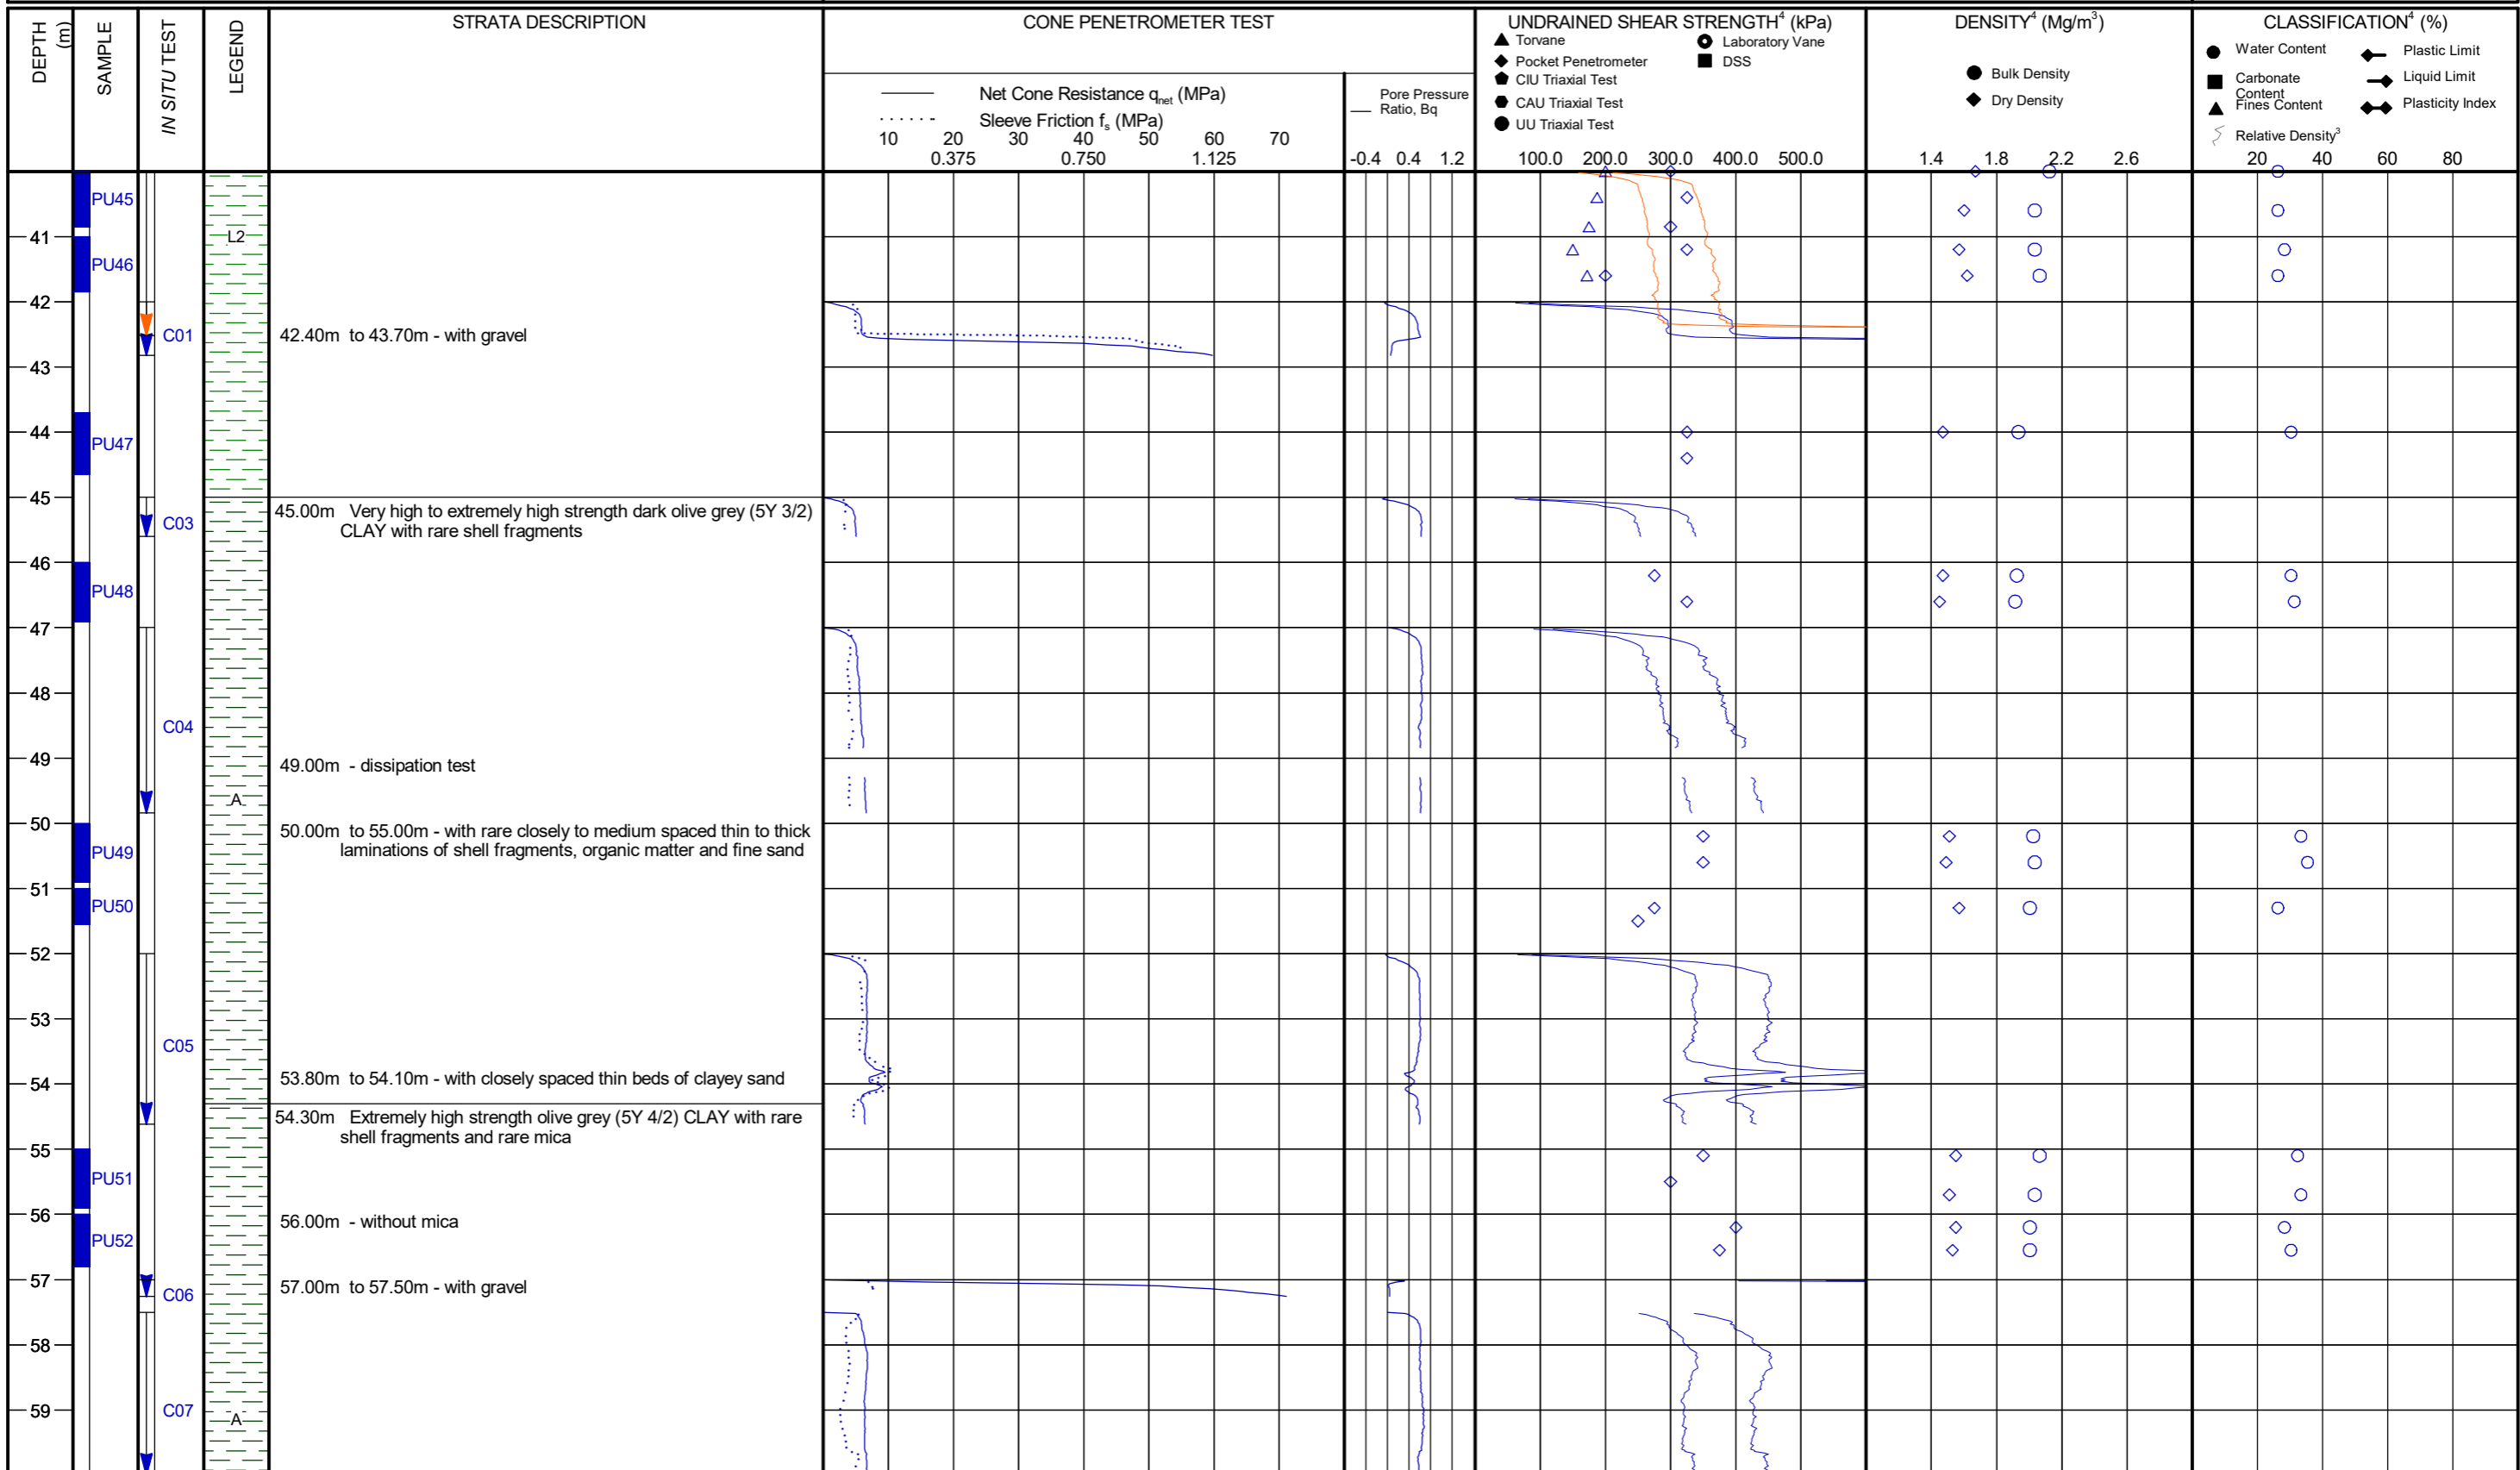 DEPTH (m)
SAMPLE
IN SITU TEST
LEGEND
STRATA DESCRIPTION
CONE PENETROMETER TEST
Net Cone Resistance qnet (MPa)
Sleeve Friction fs (MPa)
10 20 30 40 50 60 70
0.375 0.750 1.125
Pore Pressure
Ratio, Bq
-0.4 0.4 1.2
UNDRAINED SHEAR STRENGTH⁴ (kPa)
Torvane
Pocket Penetrometer
CIU Triaxial Test
CAU Triaxial Test
UU Triaxial Test
Laboratory Vane
DSS
100.0 200.0 300.0 400.0 500.0
DENSITY⁴ (Mg/m³)
Bulk Density
Dry Density
1.4 1.8 2.2 2.6
CLASSIFICATION⁴ (%)
Water Content
Carbonate
Content
Fines Content
Relative Density³
Plastic Limit
Liquid Limit
Plasticity Index
20 40 60 80
PU45
41
L2
PU46
42
C01
42.40m to 43.70m - with gravel
43
44
PU47
45
45.00m Very high to extremely high strength dark olive grey (5Y 3/2)
CLAY with rare shell fragments
C03
46
PU48
47
48
C04
49
49.00m - dissipation test
A
50
50.00m to 55.00m - with rare closely to medium spaced thin to thick
laminations of shell fragments, organic matter and fine sand
PU49
51
PU50
52
53
C05
53.80m to 54.10m - with closely spaced thin beds of clayey sand
54
54.30m Extremely high strength olive grey (5Y 4/2) CLAY with rare
shell fragments and rare mica
55
PU51
56
56.00m - without mica
PU52
57
57.00m to 57.50m - with gravel
C06
58
59
C07
A